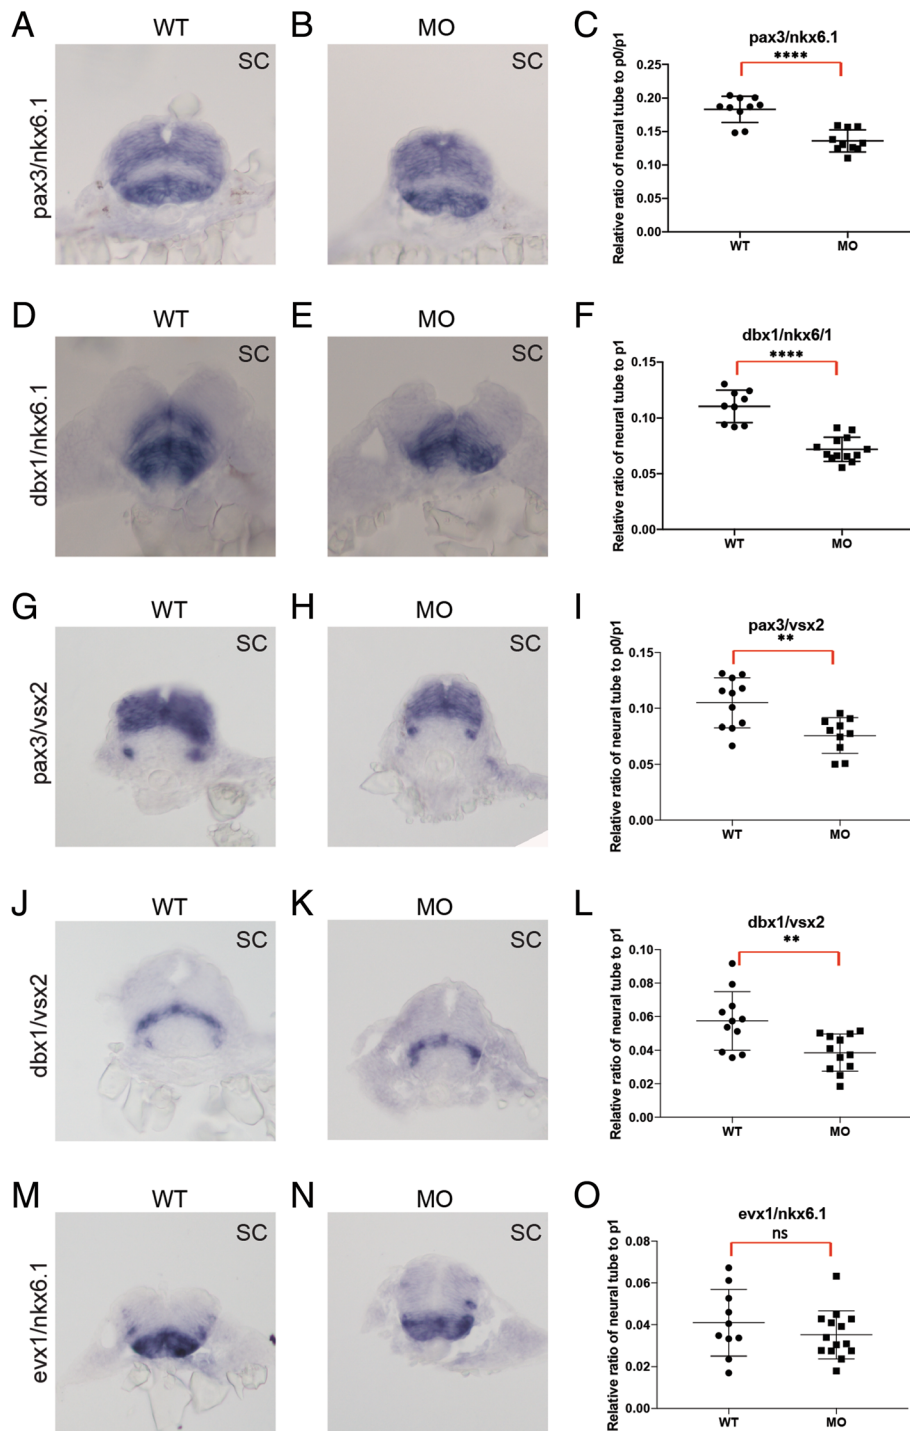 A WT B MO C
SC SC
pax3/nkx6.1
pax3/nkx6.1
****
Relative ratio of neural tube to p0/p1
0.25
0.20
0.15
0.10
0.05
0.00
WT MO
D WT E MO F
SC SC
dbx1/nkx6.1
dbx1/nkx6/1
****
Relative ratio of neural tube to p1
0.15
0.10
0.05
0.00
WT MO
G WT H MO I
SC SC
pax3/vsx2
pax3/vsx2
**
Relative ratio of neural tube to p0/p1
0.15
0.10
0.05
0.00
WT MO
J WT K MO L
SC SC
dbx1/vsx2
dbx1/vsx2
**
Relative ratio of neural tube to p1
0.10
0.08
0.06
0.04
0.02
0.00
WT MO
M WT N MO O
SC SC
evx1/nkx6.1
evx1/nkx6.1
ns
Relative ratio of neural tube to p1
0.08
0.06
0.04
0.02
0.00
WT MO